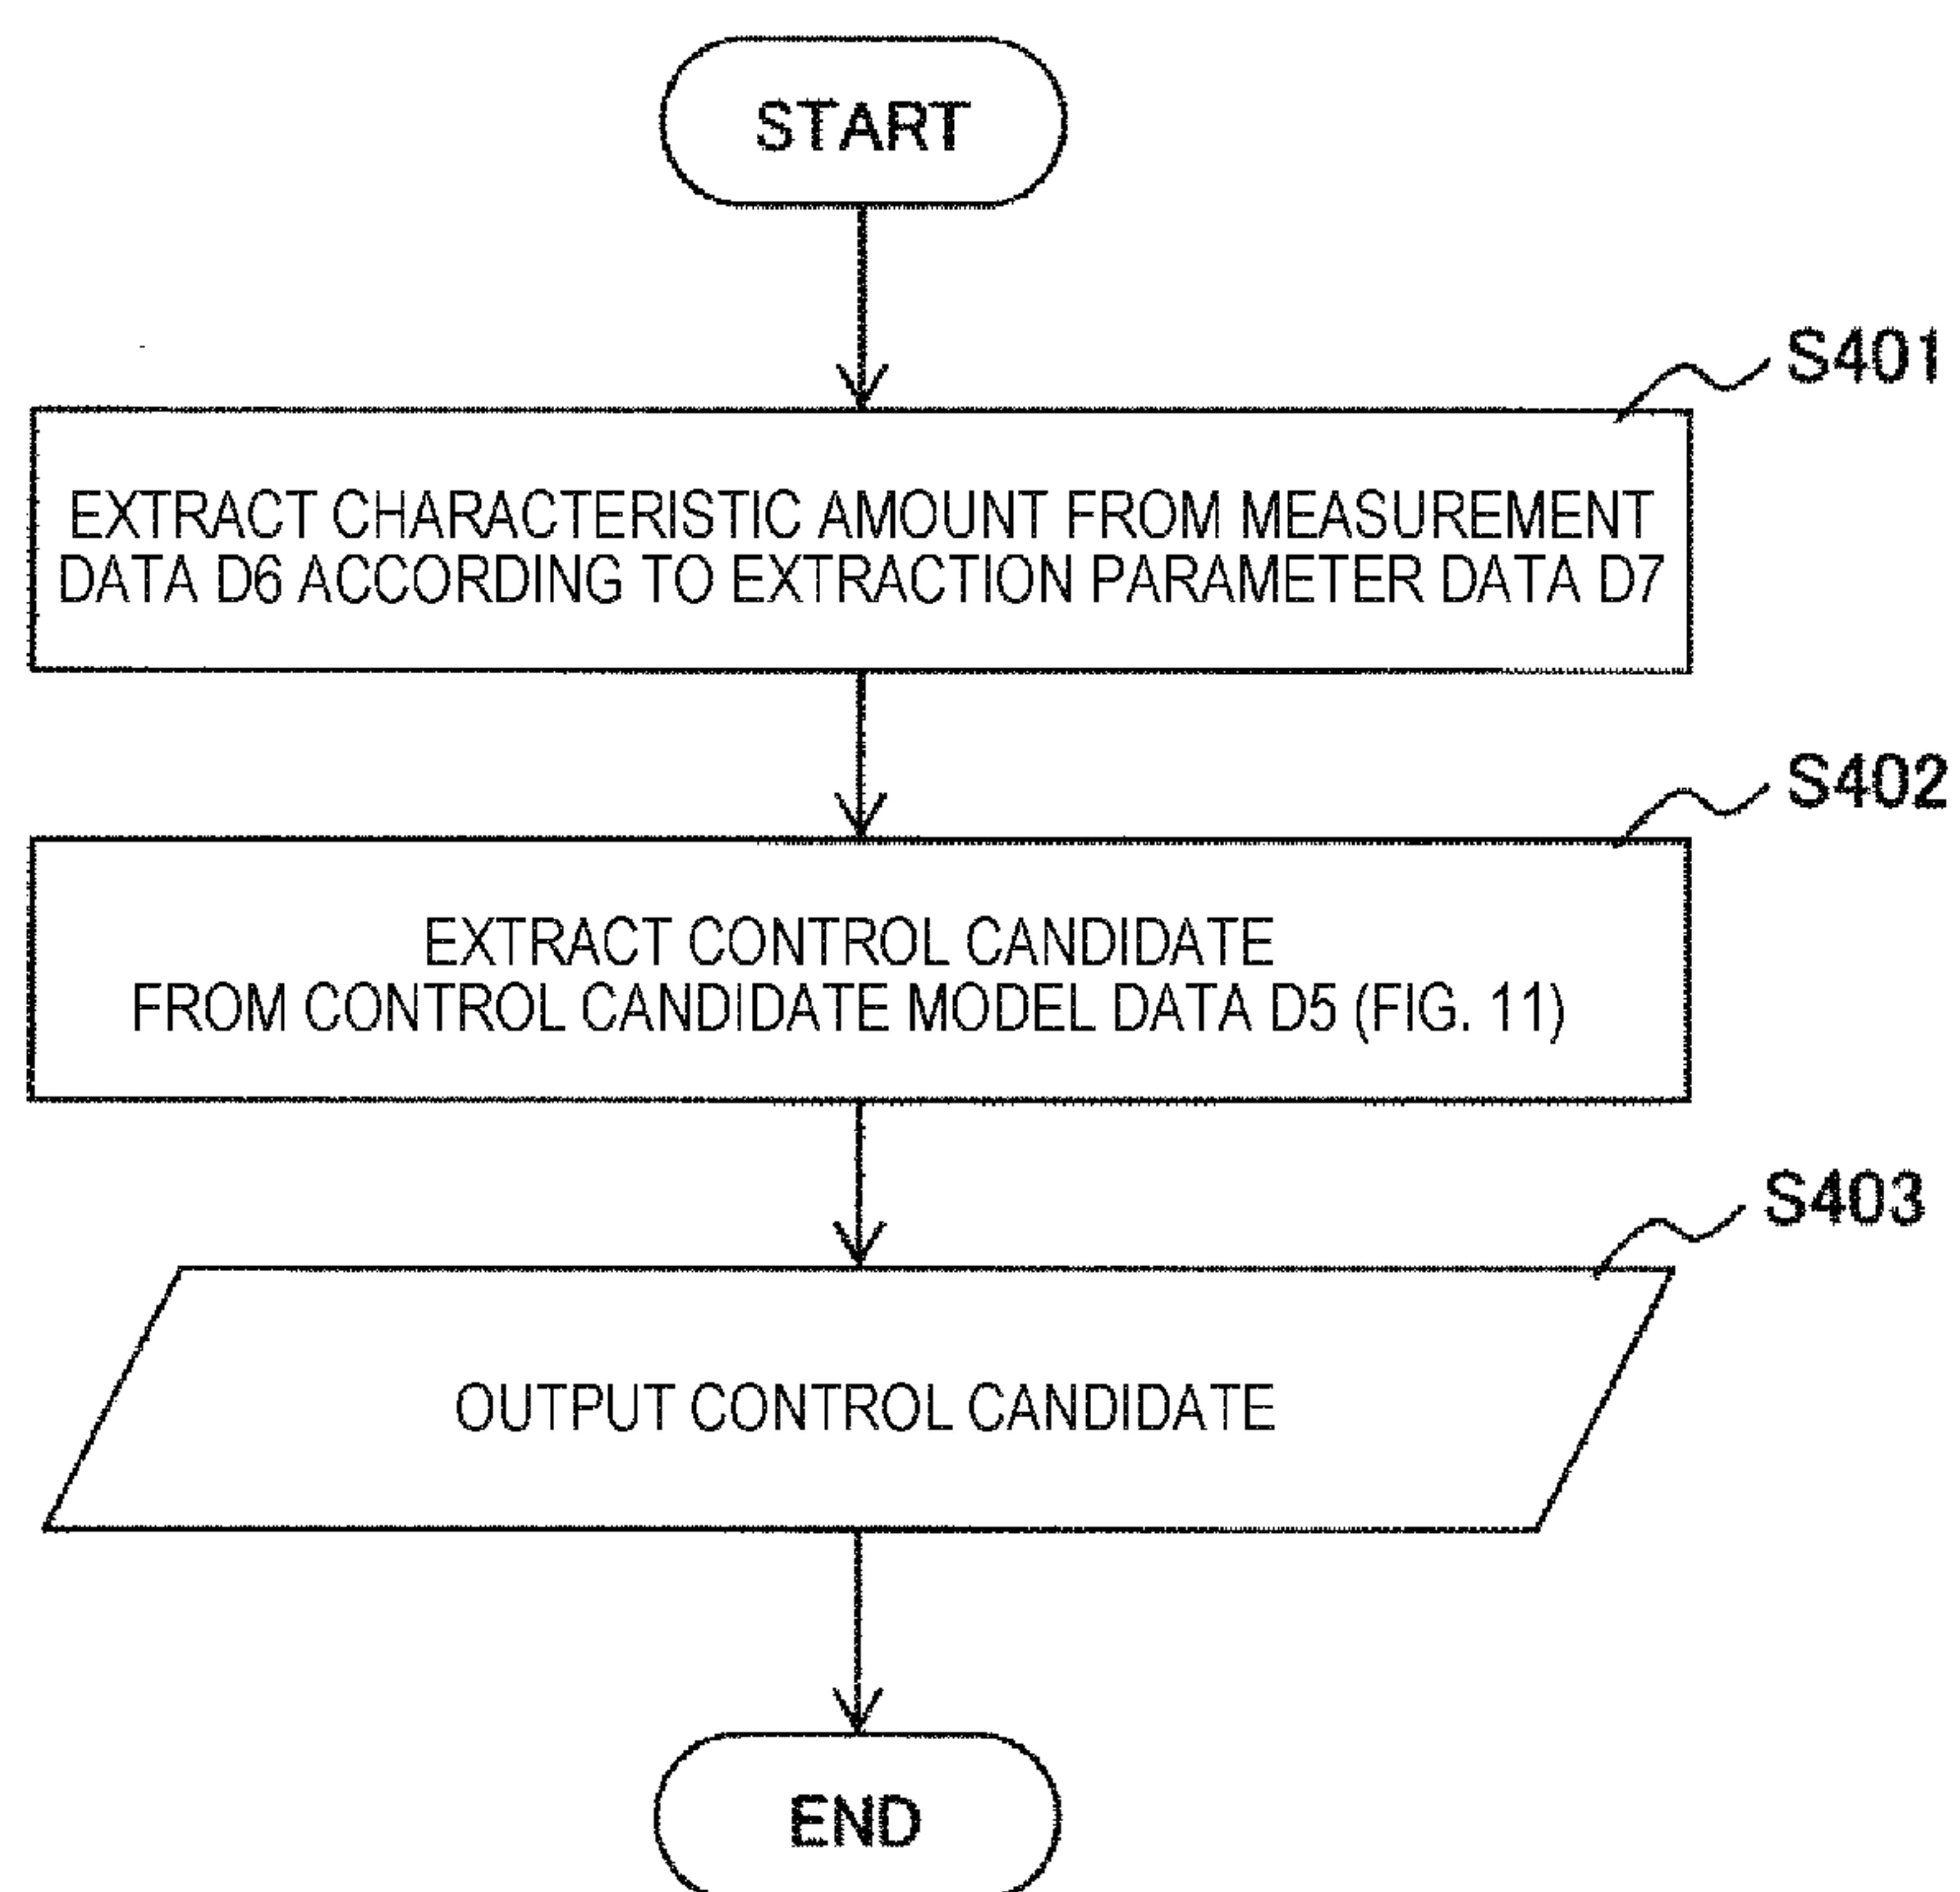 START
S401
EXTRACT CHARACTERISTIC AMOUNT FROM MEASUREMENT
DATA D6 ACCORDING TO EXTRACTION PARAMETER DATA D7
S402
EXTRACT CONTROL CANDIDATE
FROM CONTROL CANDIDATE MODEL DATA D5 (FIG. 11)
S403
OUTPUT CONTROL CANDIDATE
END